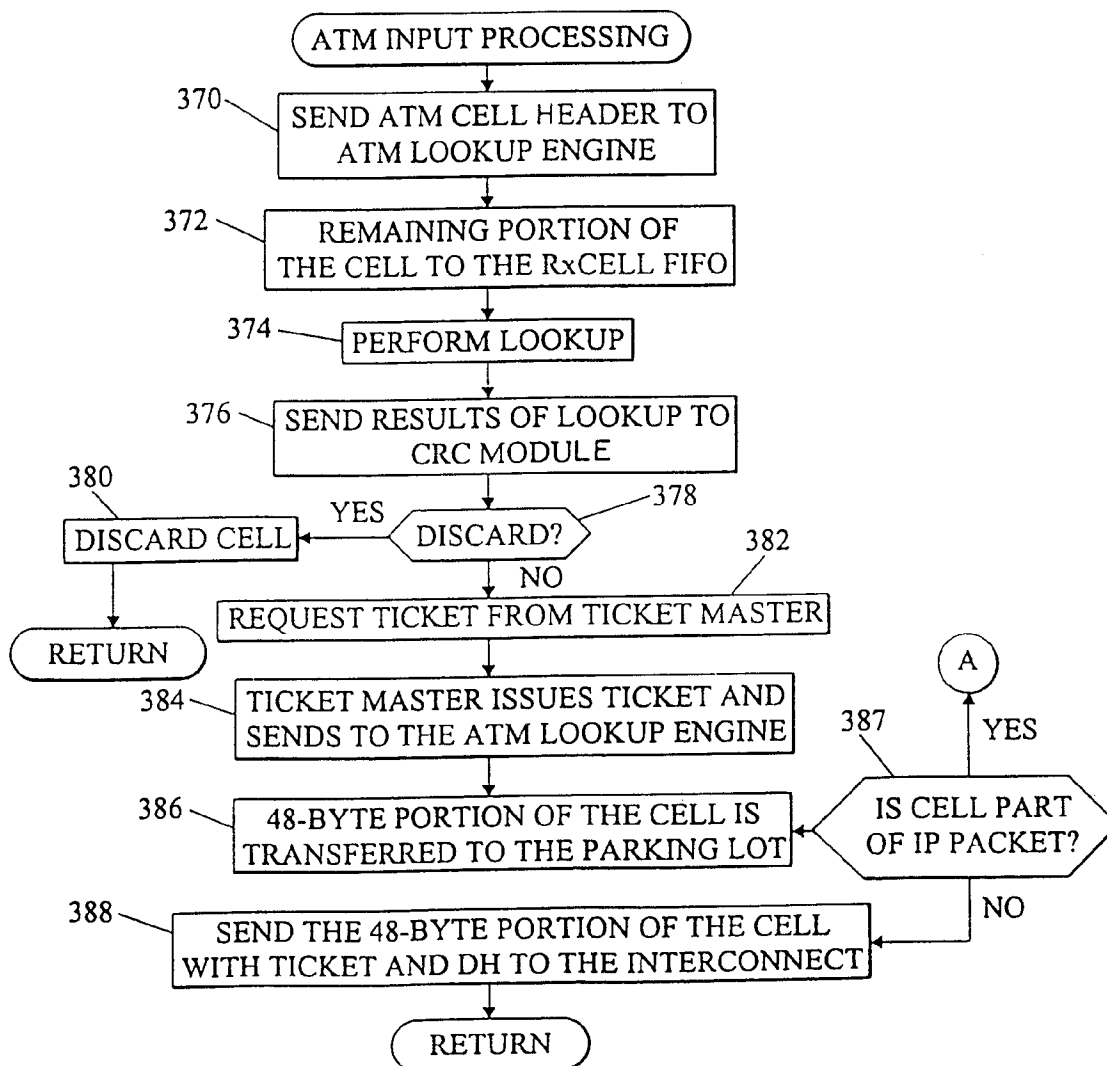 ATM INPUT PROCESSING
370
SEND ATM CELL HEADER TO
ATM LOOKUP ENGINE
372
REMAINING PORTION OF
THE CELL TO THE RxCELL FIFO
374
PERFORM LOOKUP
376
SEND RESULTS OF LOOKUP TO
CRC MODULE
380
378
YES
DISCARD CELL
DISCARD?
NO
382
REQUEST TICKET FROM TICKET MASTER
RETURN
A
384
TICKET MASTER ISSUES TICKET AND
SENDS TO THE ATM LOOKUP ENGINE
387
YES
386
48-BYTE PORTION OF THE CELL IS
TRANSFERRED TO THE PARKING LOT
IS CELL PART
OF IP PACKET?
NO
388
SEND THE 48-BYTE PORTION OF THE CELL
WITH TICKET AND DH TO THE INTERCONNECT
RETURN